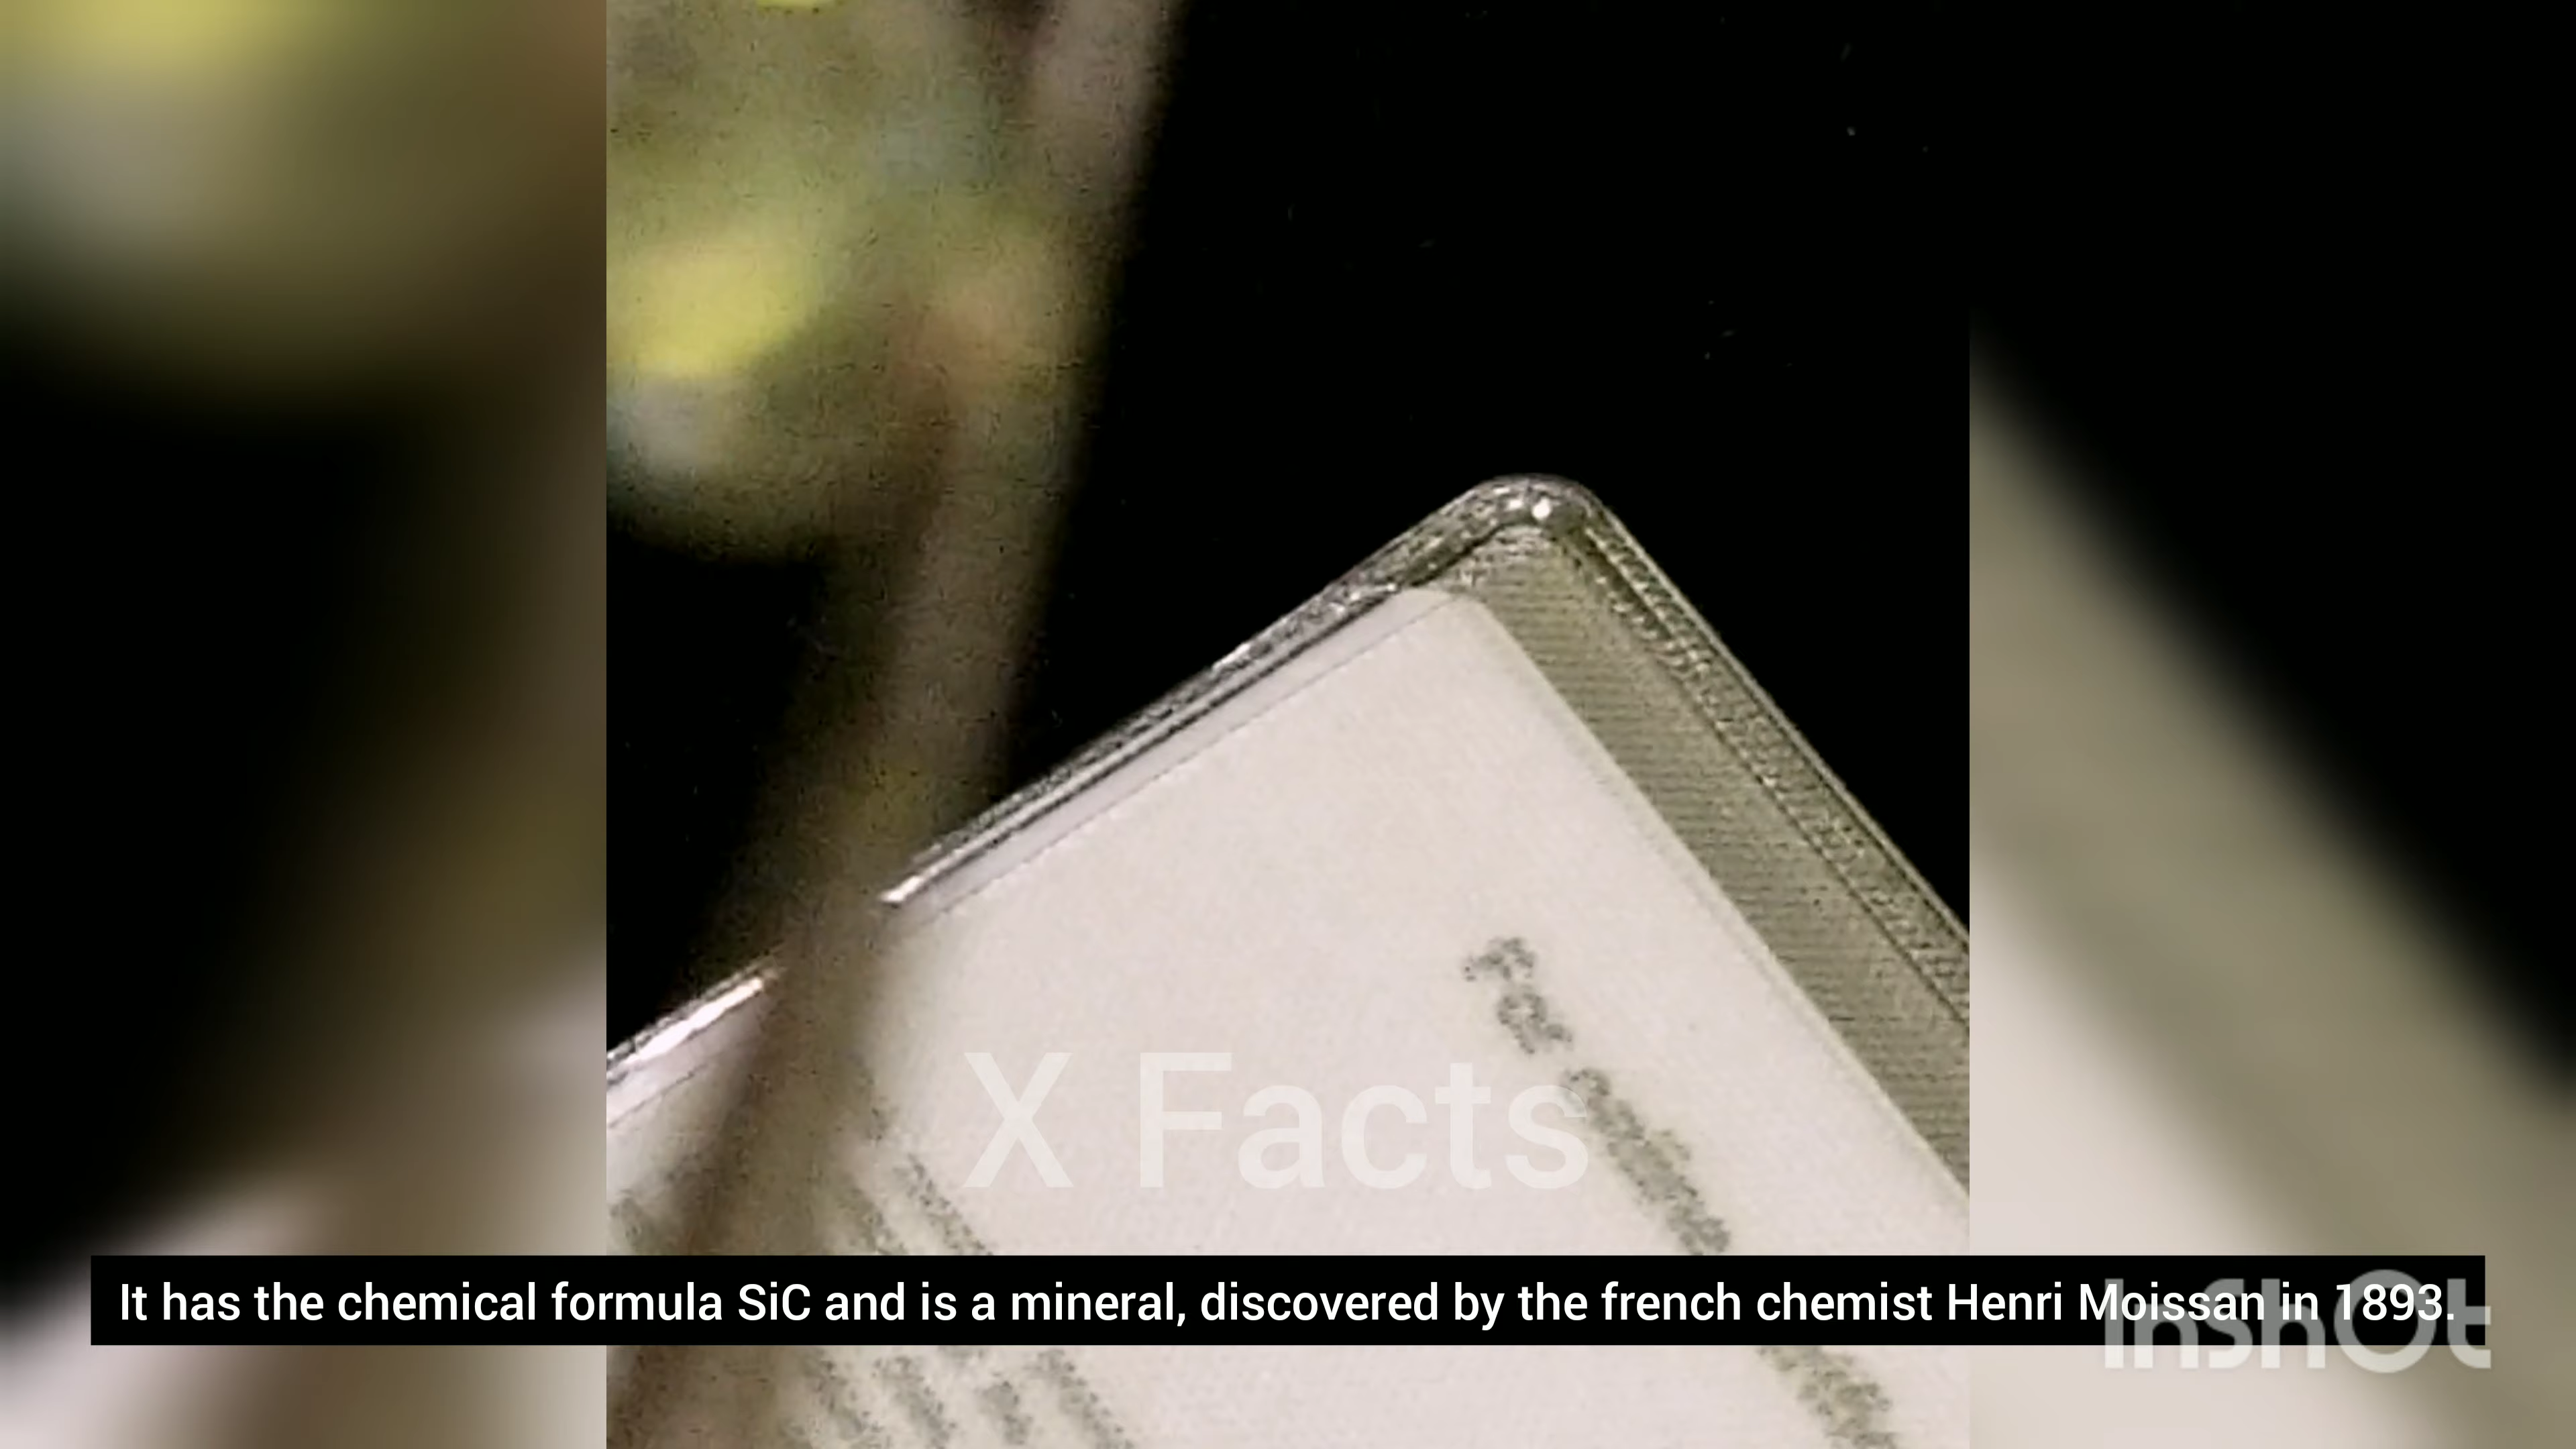 X Facts
It has the chemical formula SiC and is a mineral, discovered by the french chemist Henri Moissan in 1893.
InShOt